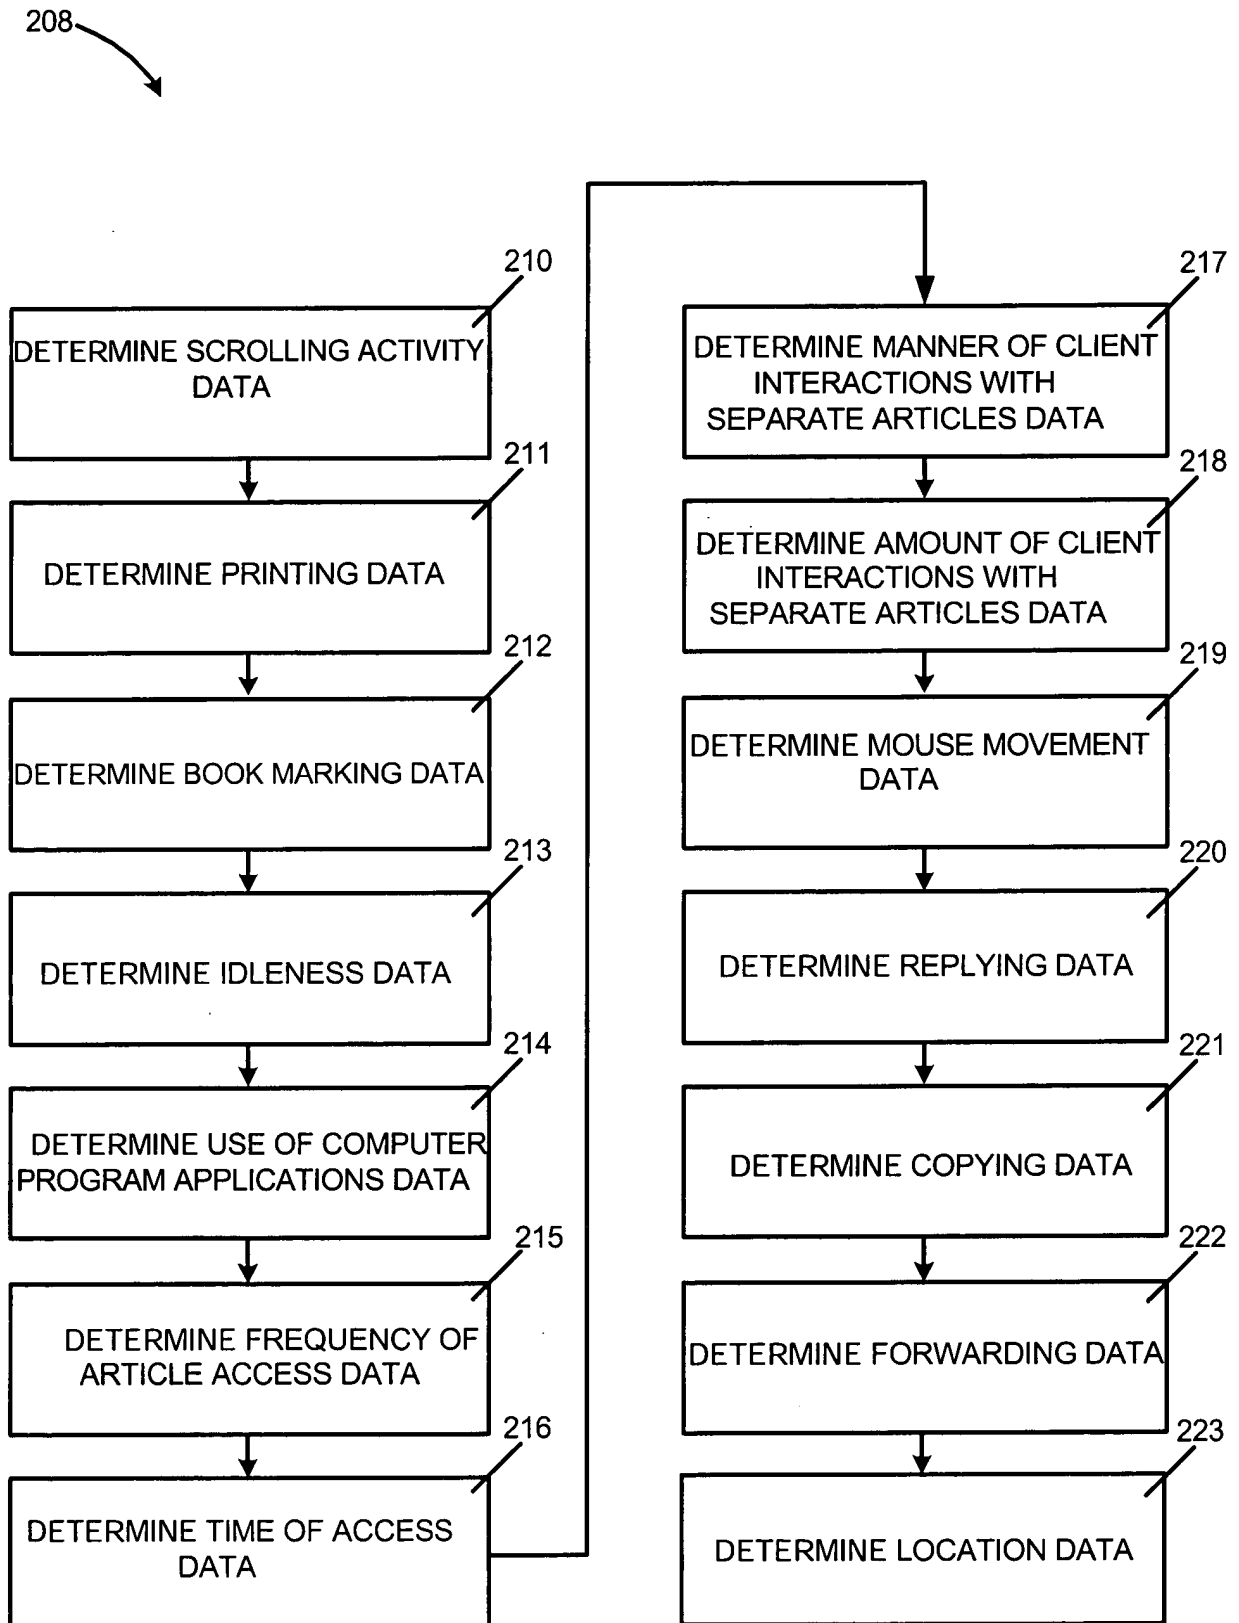 208
210
DETERMINE SCROLLING ACTIVITY
DATA
211
DETERMINE PRINTING DATA
212
DETERMINE BOOK MARKING DATA
213
DETERMINE IDLENESS DATA
214
DETERMINE USE OF COMPUTER
PROGRAM APPLICATIONS DATA
215
DETERMINE FREQUENCY OF
ARTICLE ACCESS DATA
216
DETERMINE TIME OF ACCESS
DATA
217
DETERMINE MANNER OF CLIENT
INTERACTIONS WITH
SEPARATE ARTICLES DATA
218
DETERMINE AMOUNT OF CLIENT
INTERACTIONS WITH
SEPARATE ARTICLES DATA
219
DETERMINE MOUSE MOVEMENT
DATA
220
DETERMINE REPLYING DATA
221
DETERMINE COPYING DATA
222
DETERMINE FORWARDING DATA
223
DETERMINE LOCATION DATA